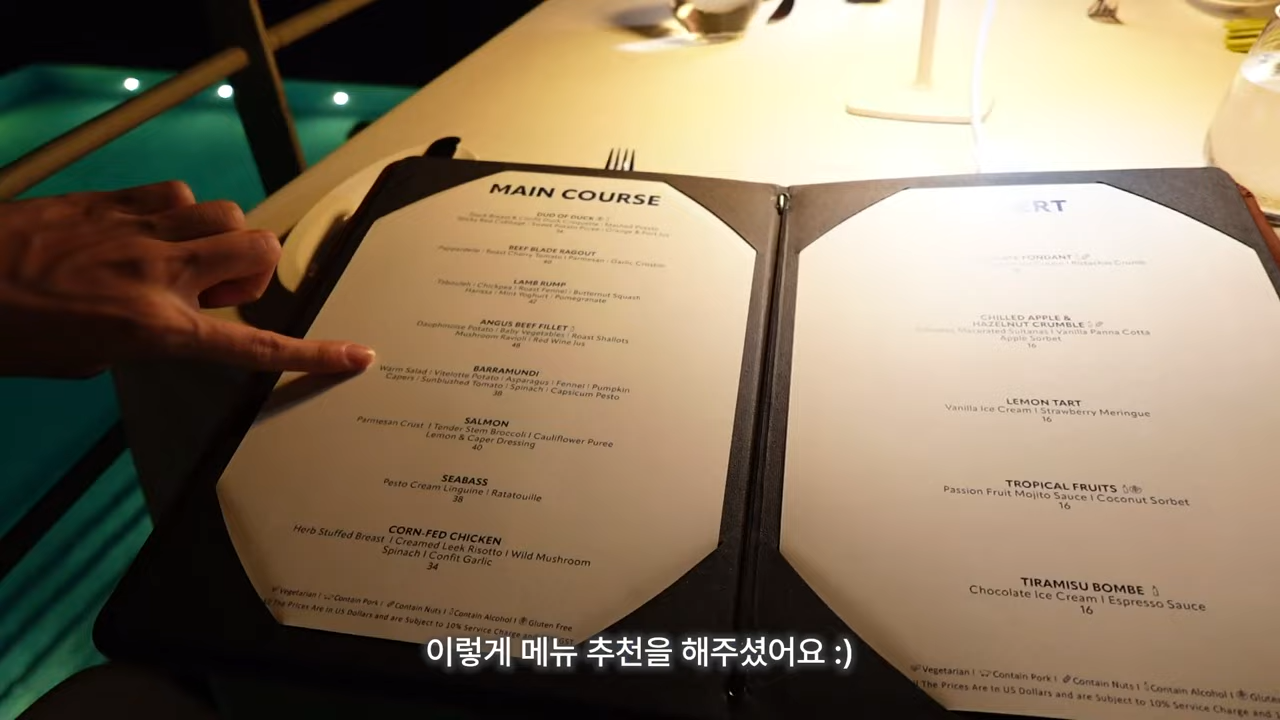 MAIN COURSE
DUO OF DUCK
BEEF BLADE RAGOUT
Pappardelle | Roast Cherry Tomato | Parmesan | Garlic
40
LAMB RUMP
Chickpea | Roast Fennel | Butternut Squash
Harissa | Mint Yoghurt | Pomegranate
42
ANGUS BEEF FILLET
Dauphinoise Potato | Baby Vegetables | Roast Shallots
Mushroom Ravioli | Red Wine Jus
48
BARRAMUNDI
Warm Salad | Vitelotte Potato | Asparagus | Fennel | Pumpkin
Capers | Sunblushed Tomato | Spinach | Capsicum Pesto
38
SALMON
Parmesan Crust | Tender Stem Broccoli | Cauliflower Puree
Lemon & Caper Dressing
40
SEABASS
Pesto Cream Linguine | Ratatouille
38
CORN-FED CHICKEN
Herb Stuffed Breast | Creamed Leek Risotto | Wild Mushroom
Spinach | Confit Garlic
34
Vegetarian | Contain Pork | Contain Nuts | Contain Alcohol | Gluten Free
The Prices Are In US Dollars and are Subject to 10% Service Charge and
ERT
FONDANT
CHILLED APPLE &
HAZELNUT CRUMBLE
Macerated Sultanas | Vanilla Panna Cotta
Apple Sorbet
16
LEMON TART
Vanilla Ice Cream | Strawberry Meringue
16
TROPICAL FRUITS
Passion Fruit Mojito Sauce | Coconut Sorbet
16
TIRAMISU BOMBE
Chocolate Ice Cream | Espresso Sauce
16
Vegetarian | Contain Pork | Contain Nuts | Contain Alcohol | Glute
The Prices Are In US Dollars and are Subject to 10% Service Charge and
이렇게 메뉴 추천을 해주셨어요 :)